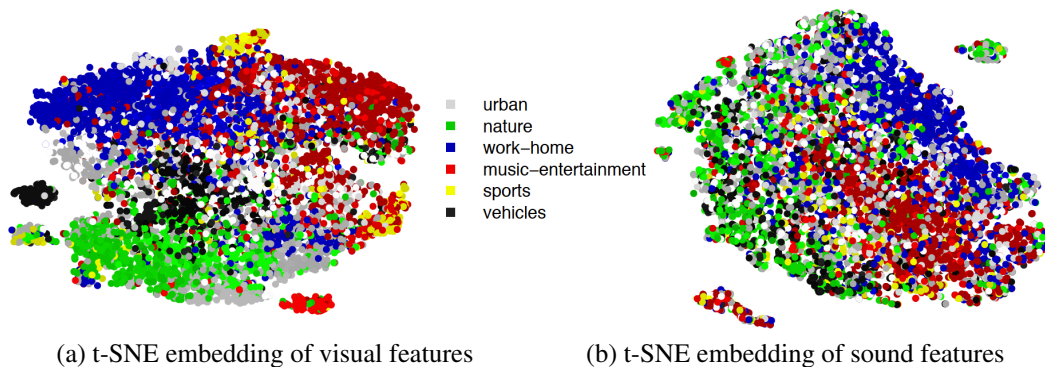 urban
nature
work-home
music-entertainment
sports
vehicles
(a) t-SNE embedding of visual features
(b) t-SNE embedding of sound features